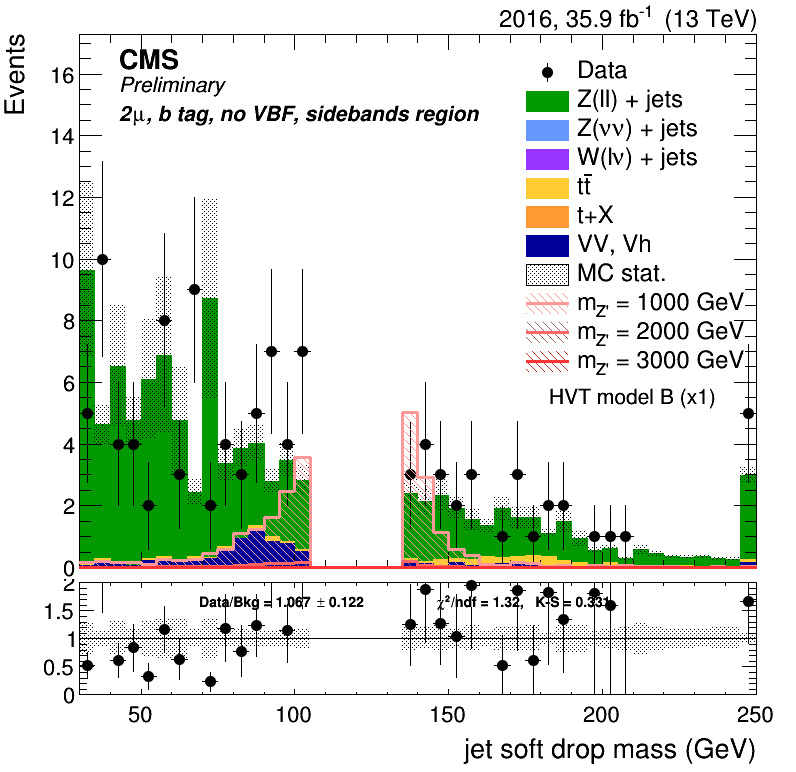 2016, 35.9 fb⁻¹ (13 TeV)
Events
CMS
Preliminary
2μ, b tag, no VBF, sidebands region
Data
Z(ll) + jets
Z(νν) + jets
W(lν) + jets
tt̄
t+X
VV, Vh
MC stat.
m_Z' = 1000 GeV
m_Z' = 2000 GeV
m_Z' = 3000 GeV
HVT model B (x1)
16
14
12
10
8
6
4
2
0
Data/Bkg = 1.067 ± 0.122
χ²/ndf = 1.32, K-S = 0.331
2
1.5
1
0.5
0
50 100 150 200 250
jet soft drop mass (GeV)